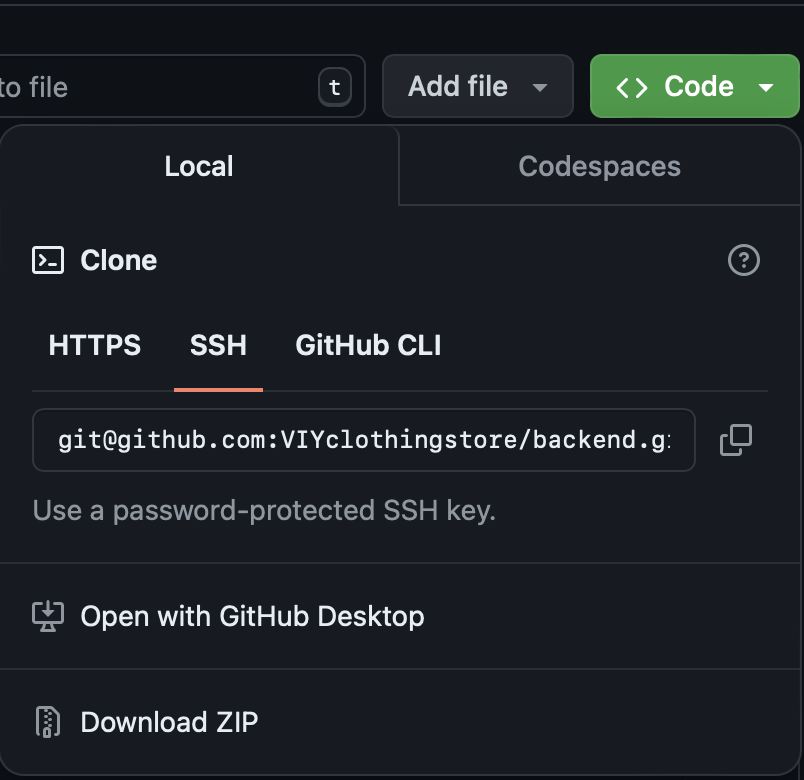 to file t Add file Code
Local Codespaces
Clone
HTTPS SSH GitHub CLI
git@github.com:VIYclothingstore/backend.g
Use a password-protected SSH key.
Open with GitHub Desktop
Download ZIP